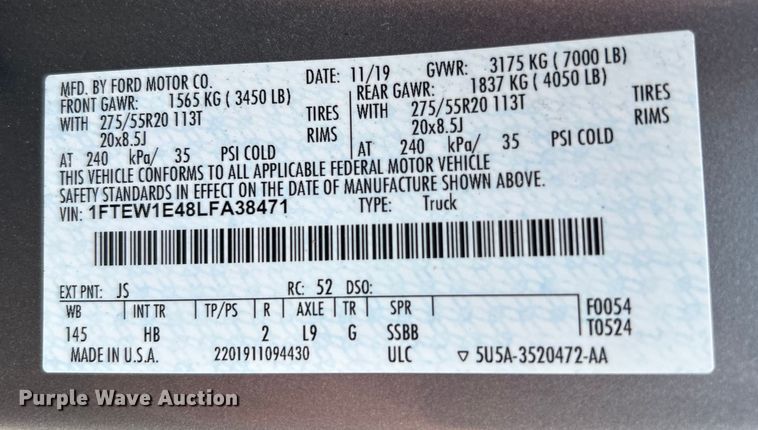 MFD. BY FORD MOTOR CO. DATE: 11/19 GVWR: 3175 KG ( 7000 LB)
FRONT GAWR: 1565 KG ( 3450 LB) REAR GAWR: 1837 KG ( 4050 LB)
WITH 275/55R20 113T TIRES WITH 275/55R20 113T TIRES
20x8.5J RIMS 20x8.5J RIMS
AT 240 kPa/ 35 PSI COLD AT 240 kPa/ 35 PSI COLD
THIS VEHICLE CONFORMS TO ALL APPLICABLE FEDERAL MOTOR VEHICLE
SAFETY STANDARDS IN EFFECT ON THE DATE OF MANUFACTURE SHOWN ABOVE.
VIN: 1FTEW1E48LFA38471 TYPE: Truck
EXT PNT: JS RC: 52 DSO:
WB INT TR TP/PS R AXLE TR SPR F0054
145 HB 2 L9 G SSBB T0524
MADE IN U.S.A. 2201911094430 ULC ▽ 5U5A-3520472-AA
Purple Wave Auction